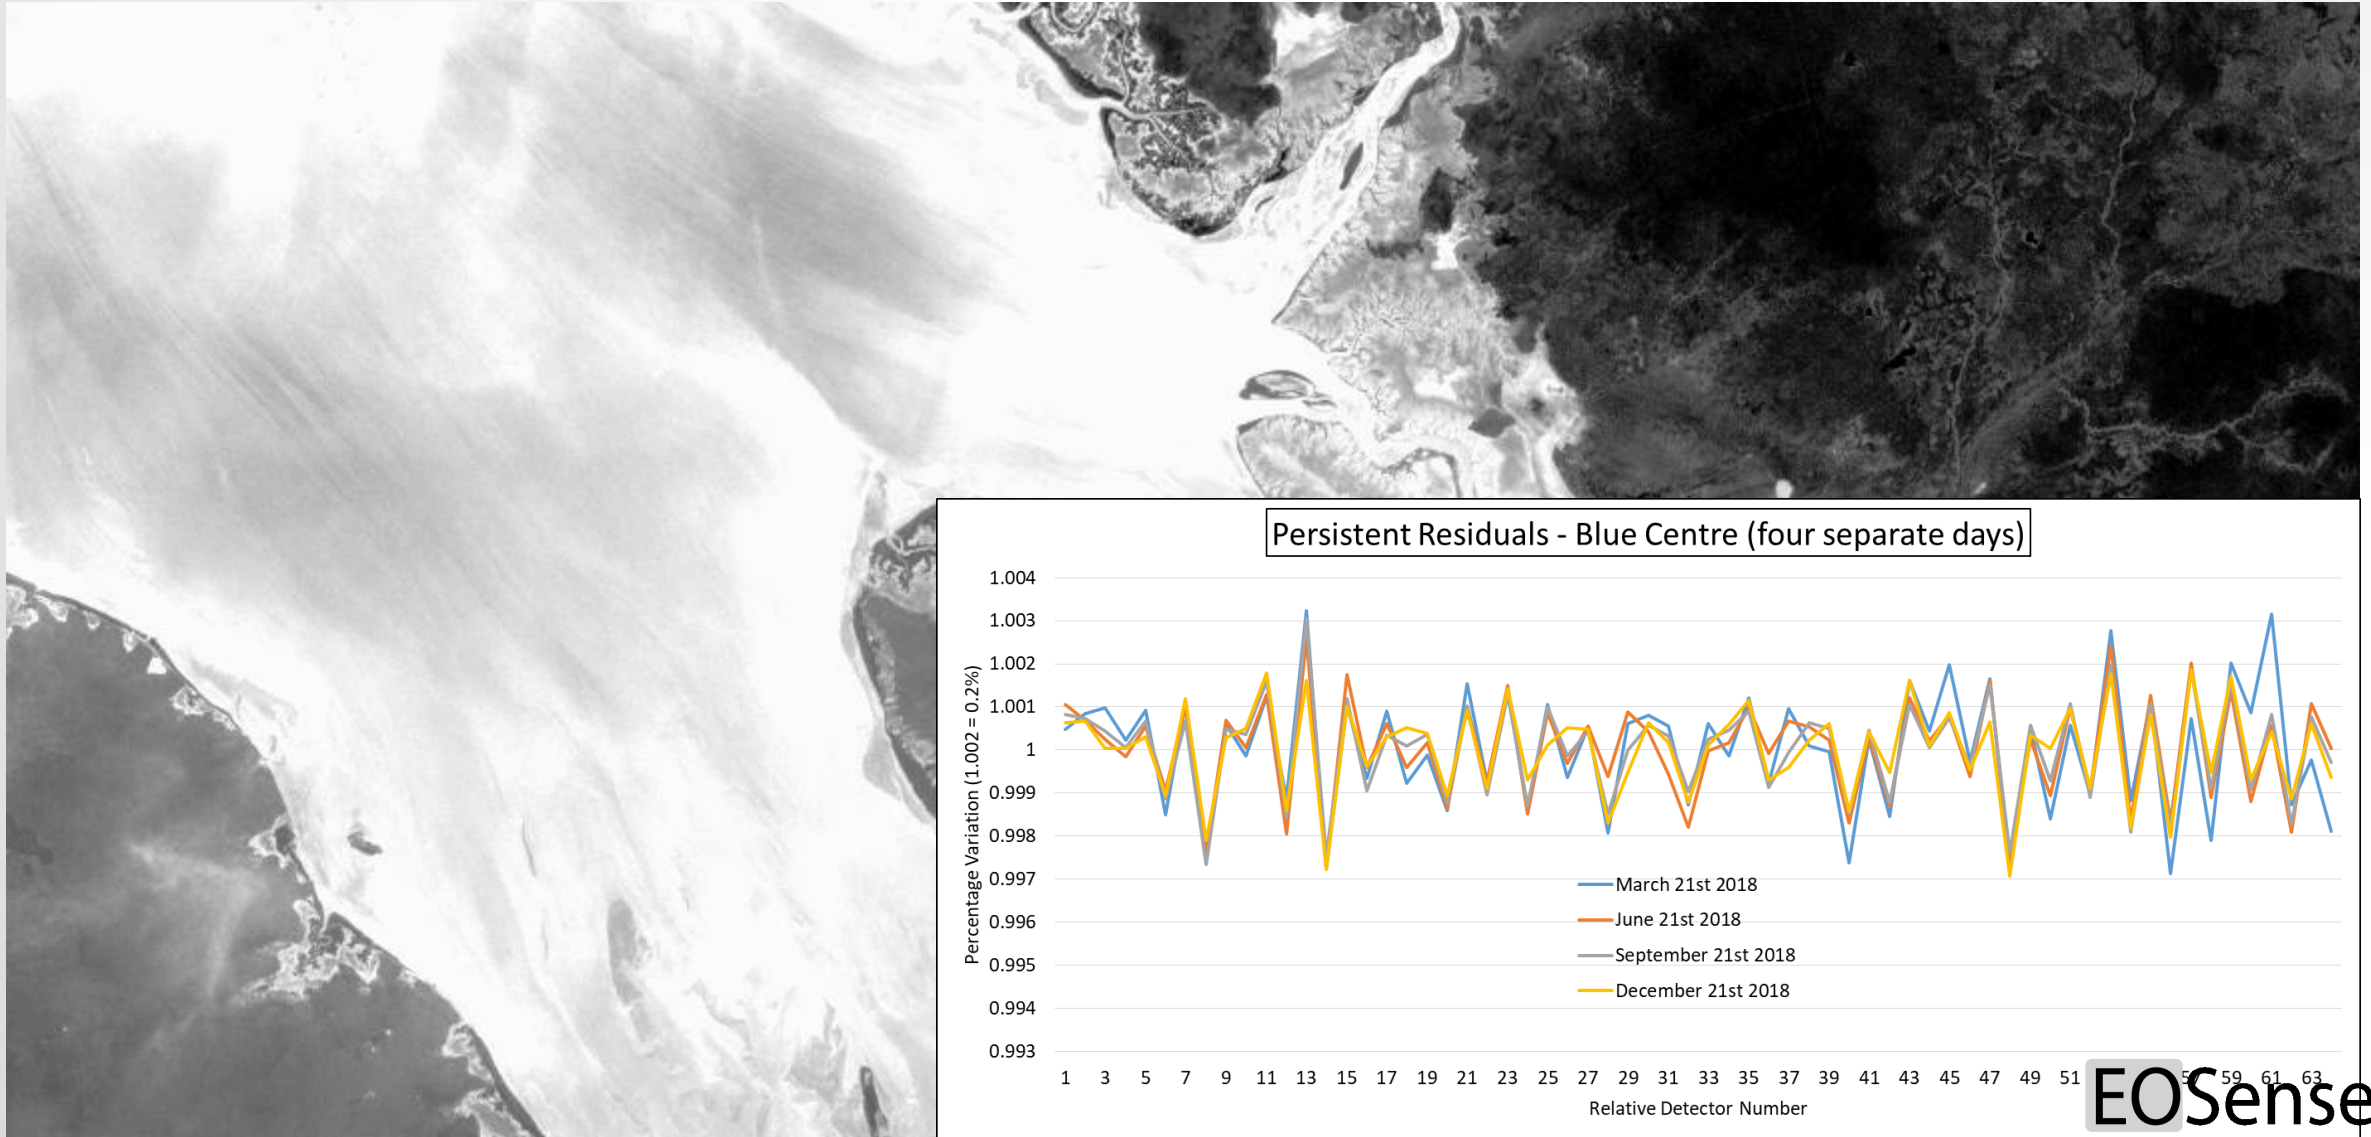 Persistent Residuals - Blue Centre (four separate days)
Percentage Variation (1.002 = 0.2%)
1.004
1.003
1.002
1.001
1
0.999
0.998
0.997
0.996
0.995
0.994
0.993
March 21st 2018
June 21st 2018
September 21st 2018
December 21st 2018
1 3 5 7 9 11 13 15 17 19 21 23 25 27 29 31 33 35 37 39 41 43 45 47 49 51 57 59 61 63
Relative Detector Number
EOSense